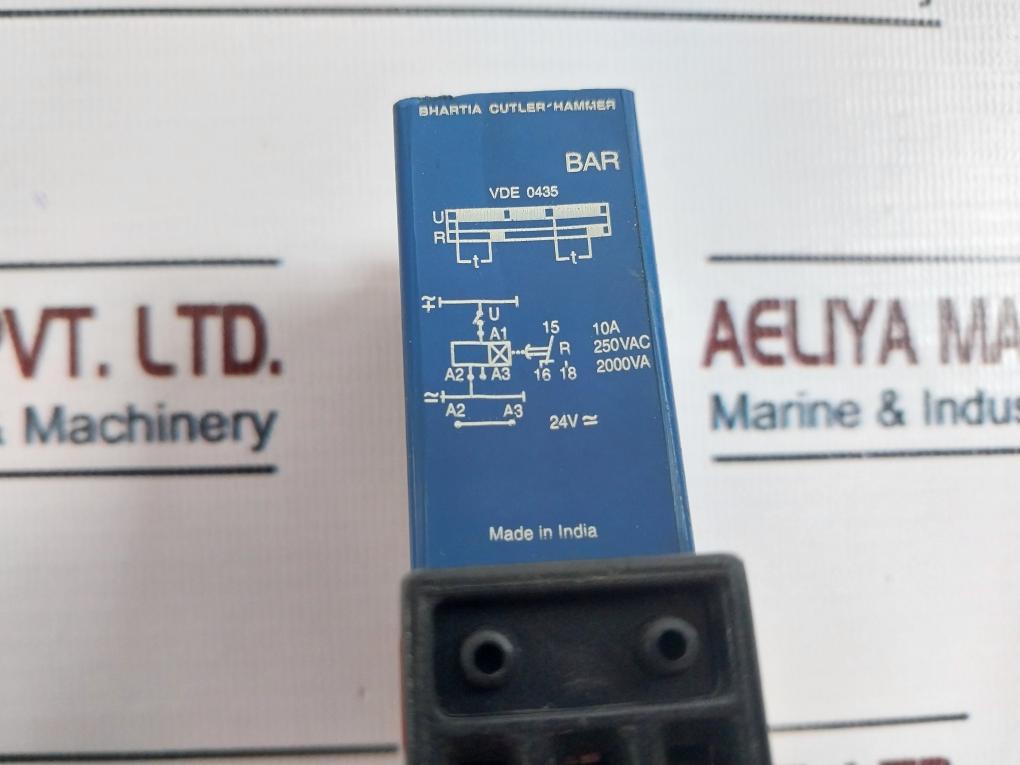 BHARTIA CUTLER-HAMMER
BAR
VDE 0435
U
R
t t
U
A1 15 10A
R 250VAC
A2 A3 16 18 2000VA
A2 A3 24V ≃
Made in India
PVT. LTD.
& Machinery
AELIYA MA
Marine & Indus